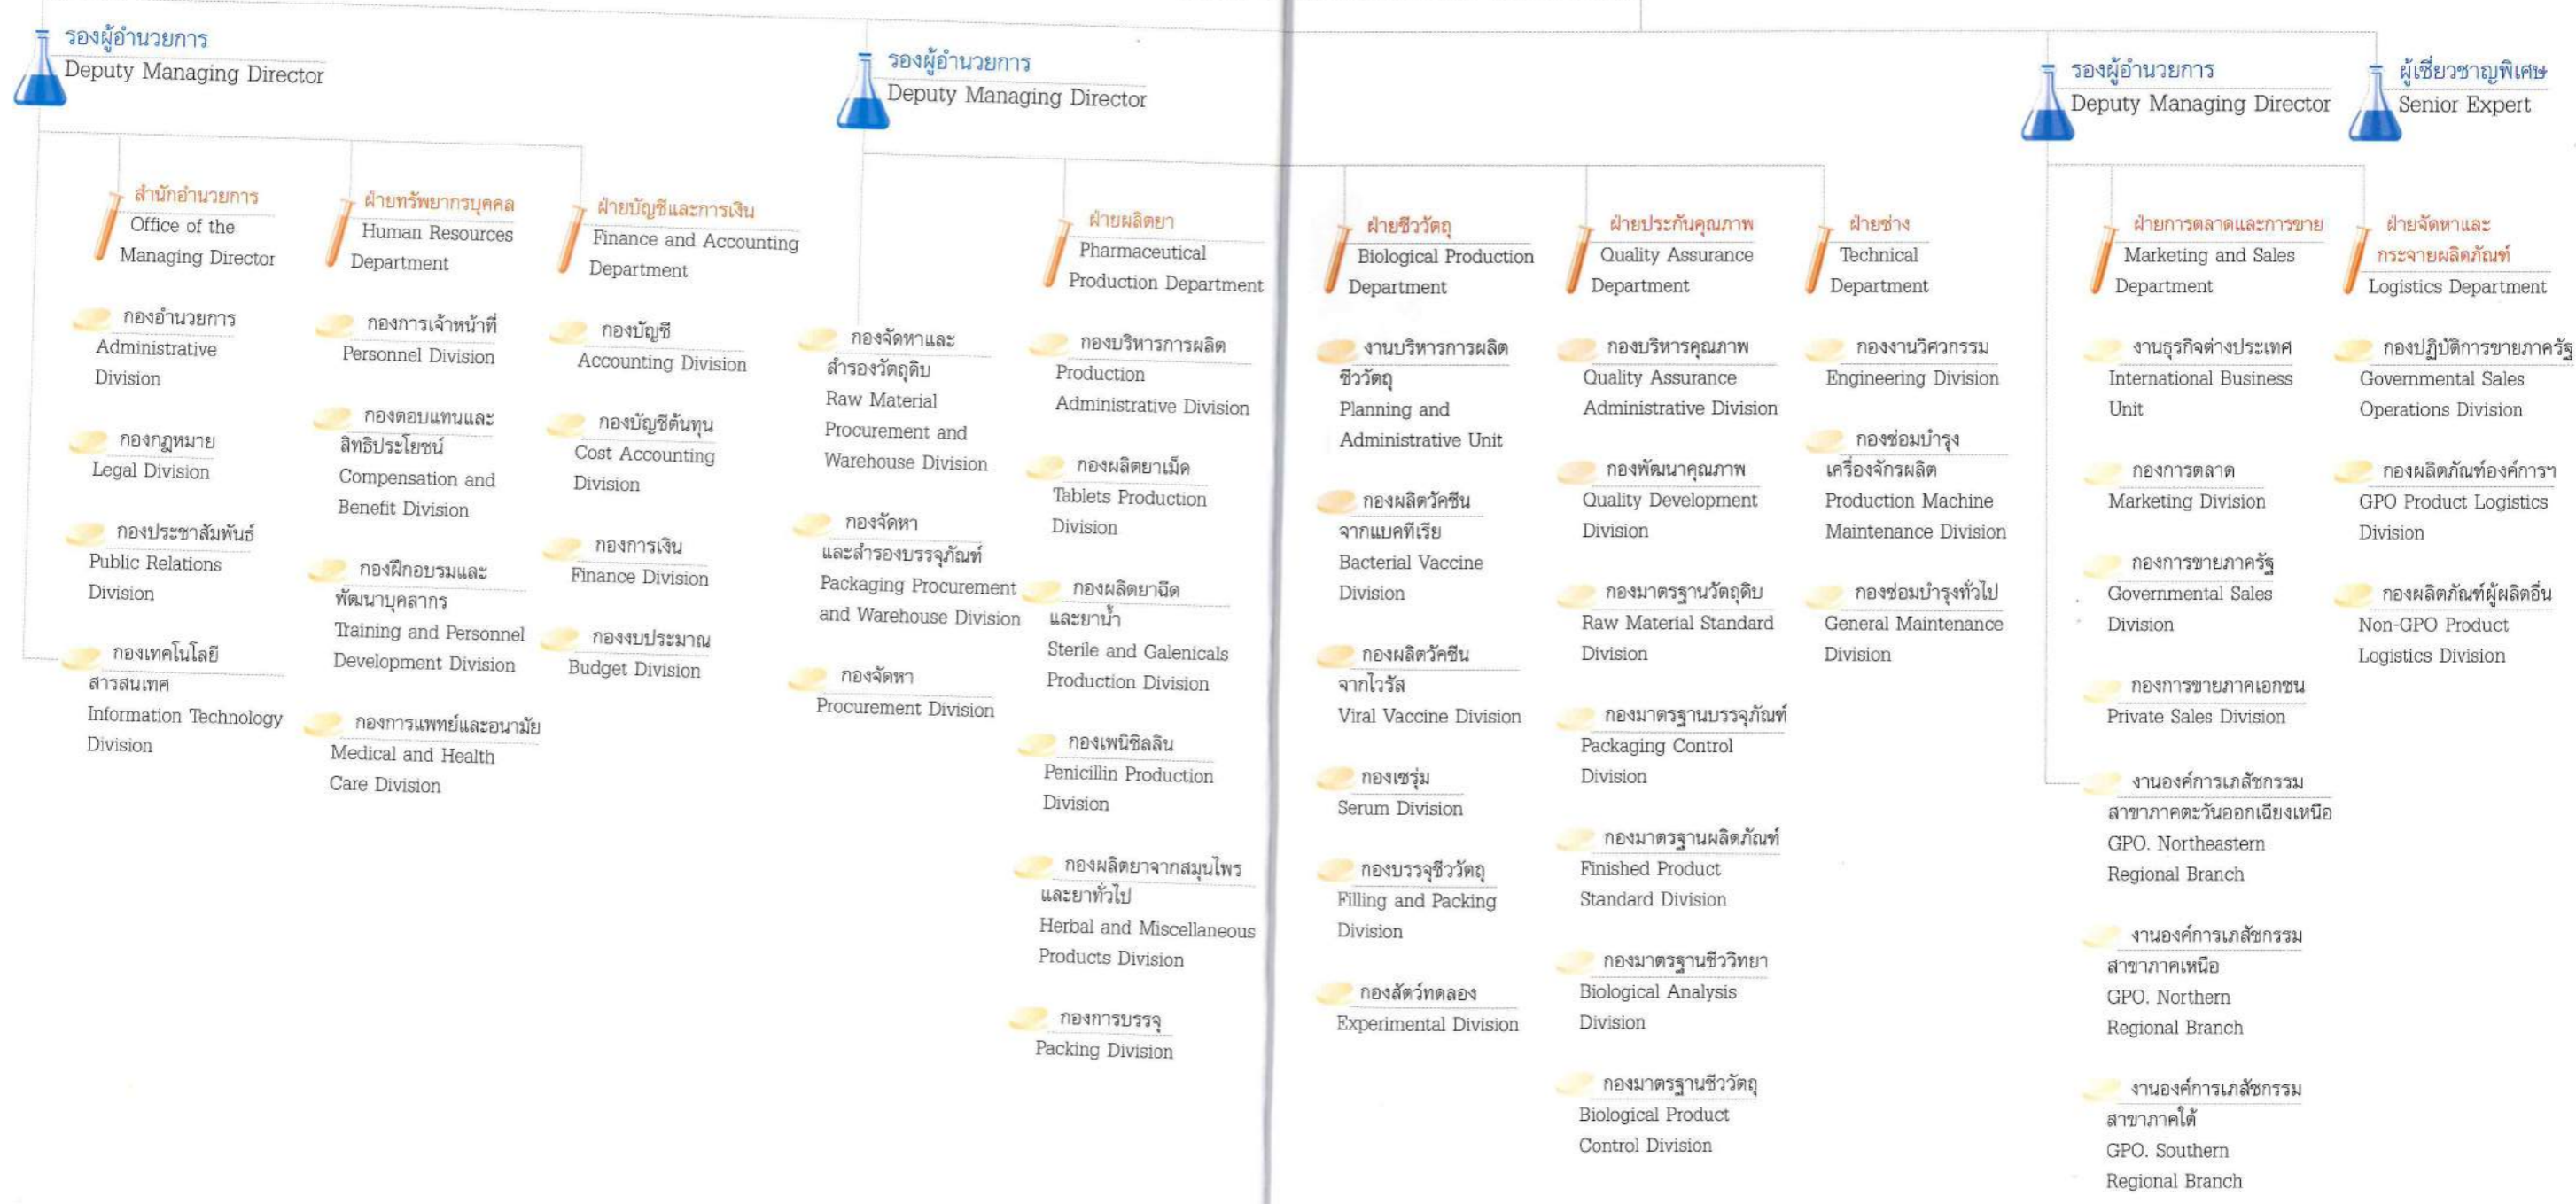 รองผู้อำนวยการ
Deputy Managing Director
รองผู้อำนวยการ
Deputy Managing Director
รองผู้อำนวยการ
Deputy Managing Director
ผู้เชี่ยวชาญพิเศษ
Senior Expert
สำนักอำนวยการ
Office of the
Managing Director
กองอำนวยการ
Administrative
Division
กองกฎหมาย
Legal Division
กองประชาสัมพันธ์
Public Relations
Division
กองเทคโนโลยี
สารสนเทศ
Information Technology
Division
ฝ่ายทรัพยากรบุคคล
Human Resources
Department
กองการเจ้าหน้าที่
Personnel Division
กองตอบแทนและ
สิทธิประโยชน์
Compensation and
Benefit Division
กองฝึกอบรมและ
พัฒนาบุคลากร
Training and Personnel
Development Division
กองการแพทย์และอนามัย
Medical and Health
Care Division
ฝ่ายบัญชีและการเงิน
Finance and Accounting
Department
กองบัญชี
Accounting Division
กองบัญชีต้นทุน
Cost Accounting
Division
กองการเงิน
Finance Division
กองงบประมาณ
Budget Division
กองจัดหาและ
สำรองวัตถุดิบ
Raw Material
Procurement and
Warehouse Division
กองจัดหา
และสำรองบรรจุภัณฑ์
Packaging Procurement
and Warehouse Division
กองจัดหา
Procurement Division
ฝ่ายผลิตยา
Pharmaceutical
Production Department
กองบริหารการผลิต
Production
Administrative Division
กองผลิตยาเม็ด
Tablets Production
Division
กองผลิตยาฉีด
และยาน้ำ
Sterile and Galenicals
Production Division
กองเพนิซิลลิน
Penicillin Production
Division
กองผลิตยาจากสมุนไพร
และยาทั่วไป
Herbal and Miscellaneous
Products Division
กองการบรรจุ
Packing Division
ฝ่ายชีววัตถุ
Biological Production
Department
งานบริหารการผลิต
ชีววัตถุ
Planning and
Administrative Unit
กองผลิตวัคซีน
จากแบคทีเรีย
Bacterial Vaccine
Division
กองผลิตวัคซีน
จากไวรัส
Viral Vaccine Division
กองเซรุ่ม
Serum Division
กองบรรจุชีววัตถุ
Filling and Packing
Division
กองสัตว์ทดลอง
Experimental Division
ฝ่ายประกันคุณภาพ
Quality Assurance
Department
กองบริหารคุณภาพ
Quality Assurance
Administrative Division
กองพัฒนาคุณภาพ
Quality Development
Division
กองมาตรฐานวัตถุดิบ
Raw Material Standard
Division
กองมาตรฐานบรรจุภัณฑ์
Packaging Control
Division
กองมาตรฐานผลิตภัณฑ์
Finished Product
Standard Division
กองมาตรฐานชีววิทยา
Biological Analysis
Division
กองมาตรฐานชีววัตถุ
Biological Product
Control Division
ฝ่ายช่าง
Technical
Department
กองงานวิศวกรรม
Engineering Division
กองซ่อมบำรุง
เครื่องจักรผลิต
Production Machine
Maintenance Division
กองซ่อมบำรุงทั่วไป
General Maintenance
Division
ฝ่ายการตลาดและการขาย
Marketing and Sales
Department
งานธุรกิจต่างประเทศ
International Business
Unit
กองการตลาด
Marketing Division
กองการขายภาครัฐ
Governmental Sales
Division
กองการขายภาคเอกชน
Private Sales Division
งานองค์การเภสัชกรรม
สาขาภาคตะวันออกเฉียงเหนือ
GPO. Northeastern
Regional Branch
งานองค์การเภสัชกรรม
สาขาภาคเหนือ
GPO. Northern
Regional Branch
งานองค์การเภสัชกรรม
สาขาภาคใต้
GPO. Southern
Regional Branch
ฝ่ายจัดหาและ
กระจายผลิตภัณฑ์
Logistics Department
กองปฏิบัติการขายภาครัฐ
Governmental Sales
Operations Division
กองผลิตภัณฑ์องค์การฯ
GPO Product Logistics
Division
กองผลิตภัณฑ์ผู้ผลิตอื่น
Non-GPO Product
Logistics Division